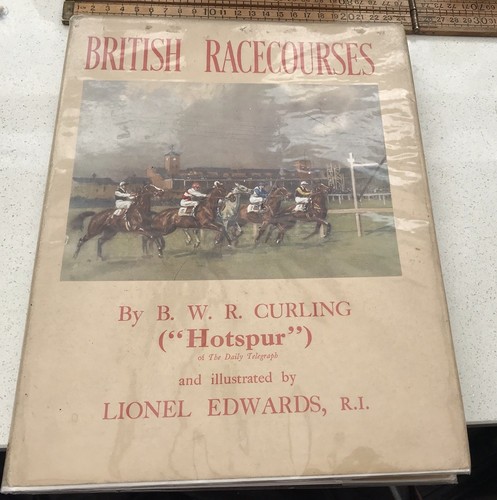 BRITISH RACECOURSES
By B. W. R. CURLING
("Hotspur")
of The Daily Telegraph
and illustrated by
LIONEL EDWARDS, R.I.